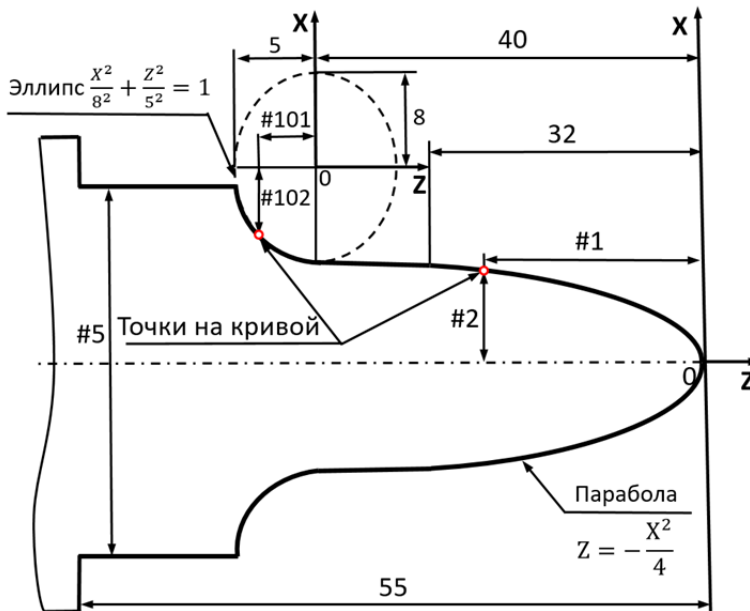 X
X
5
40
Эллипс X²/8² + Z²/5² = 1
#101
8
32
0
Z
#102
#1
#5
Точки на кривой
#2
0
Z
Парабола
Z = −X²/4
55